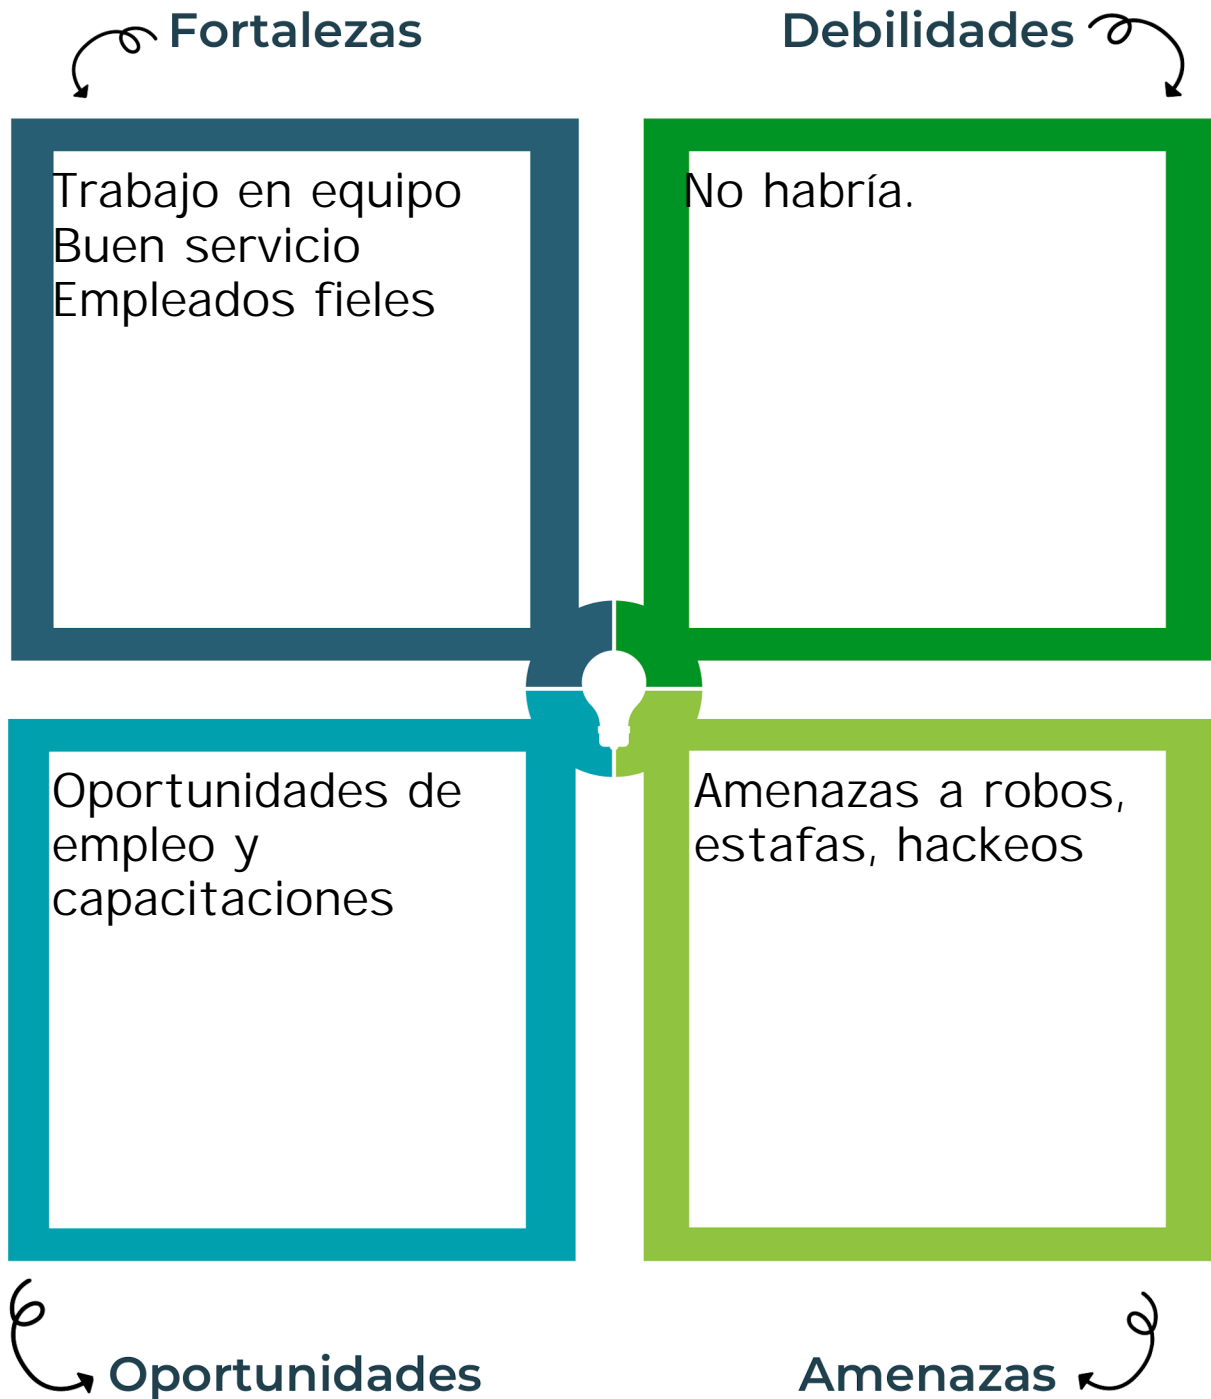 Fortalezas
Debilidades
Trabajo en equipo
Buen servicio
Empleados fieles
No habría.
Oportunidades de
empleo y
capacitaciones
Amenazas a robos,
estafas, hackeos
Oportunidades
Amenazas